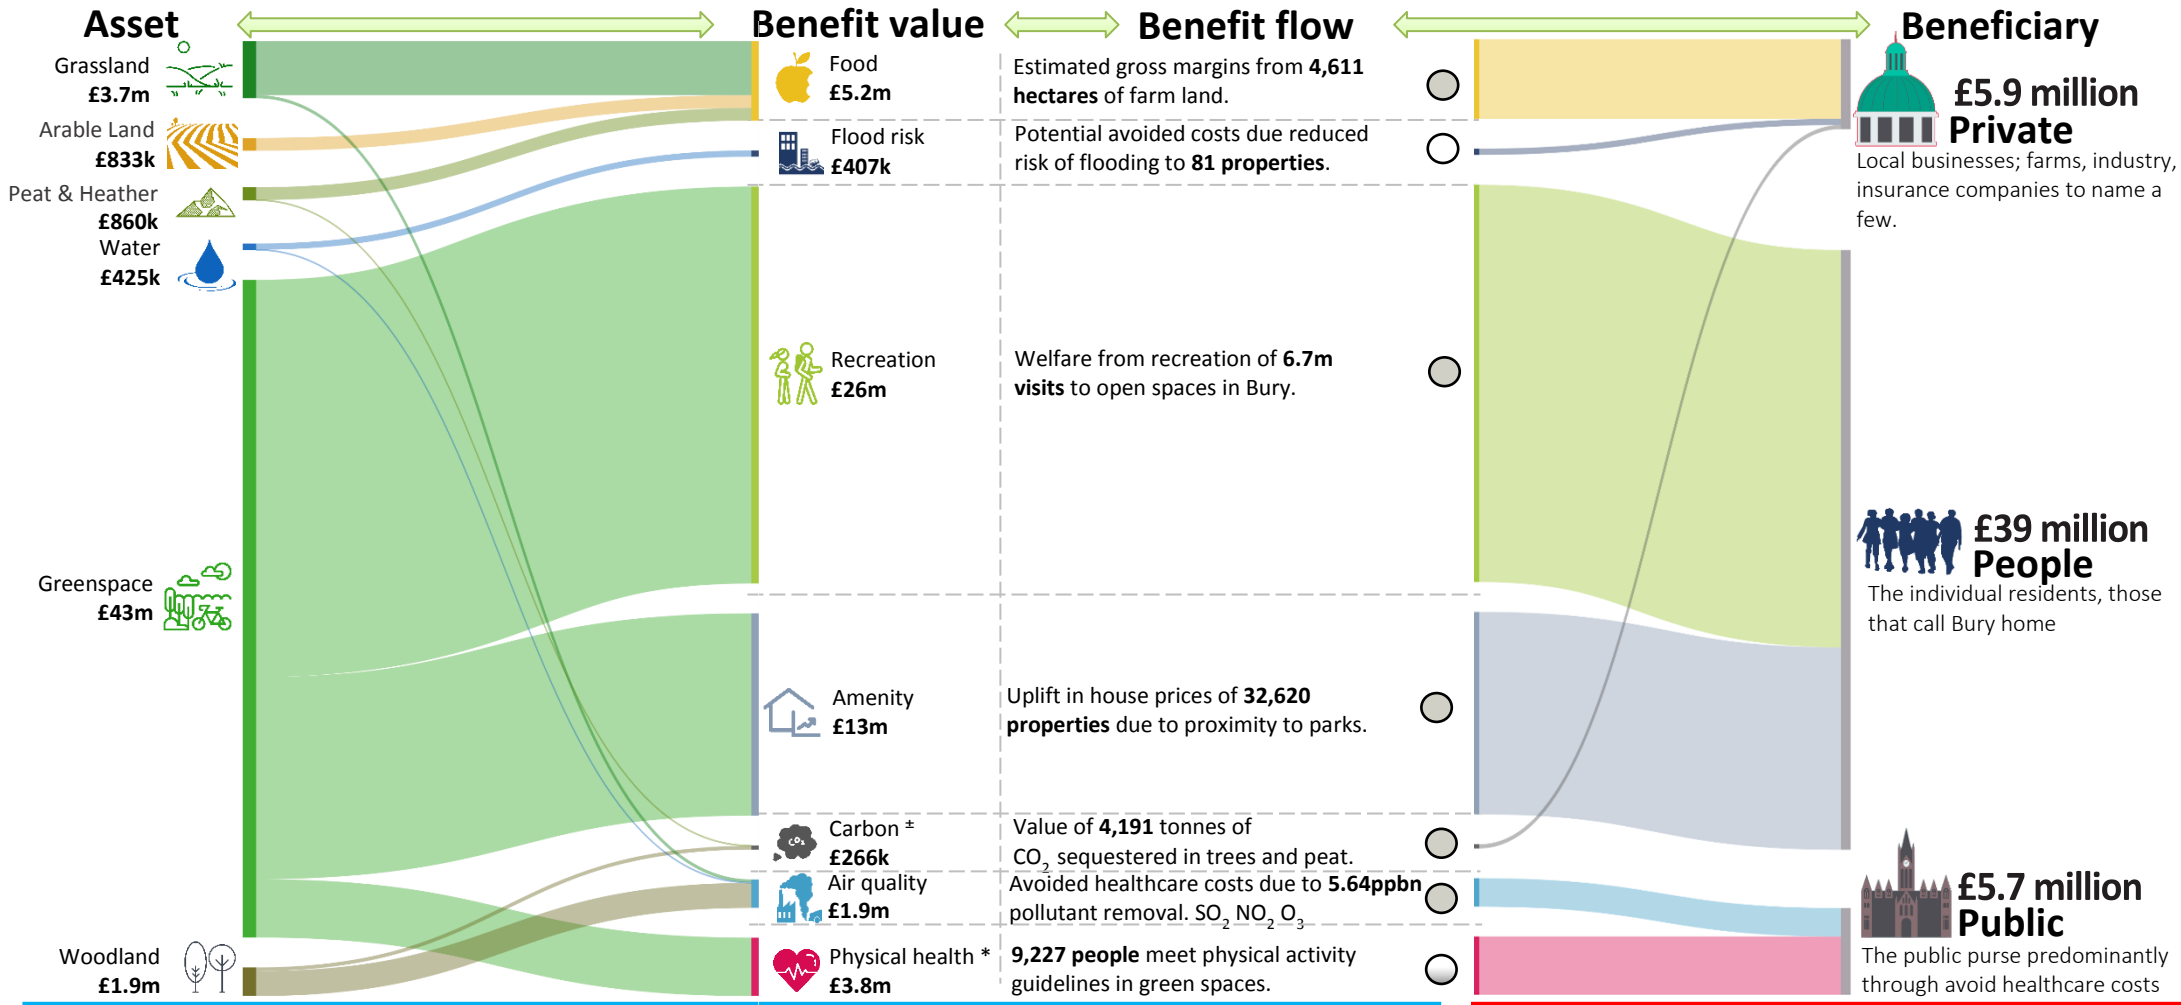 Asset
Benefit value
Benefit flow
Beneficiary
Grassland
£3.7m
Arable Land
£833k
Peat & Heather
£860k
Water
£425k
Greenspace
£43m
Woodland
£1.9m
Food
£5.2m
Flood risk
£407k
Recreation
£26m
Amenity
£13m
Carbon ±
£266k
CO₂
Air quality
£1.9m
Physical health *
£3.8m
Estimated gross margins from 4,611
hectares of farm land.
Potential avoided costs due reduced
risk of flooding to 81 properties.
Welfare from recreation of 6.7m
visits to open spaces in Bury.
Uplift in house prices of 32,620
properties due to proximity to parks.
Value of 4,191 tonnes of
CO₂ sequestered in trees and peat.
Avoided healthcare costs due to 5.64ppbn
pollutant removal. SO₂ NO₂ O₃
9,227 people meet physical activity
guidelines in green spaces.
£5.9 million
Private
Local businesses; farms, industry,
insurance companies to name a
few.
£39 million
People
The individual residents, those
that call Bury home
£5.7 million
Public
The public purse predominantly
through avoid healthcare costs